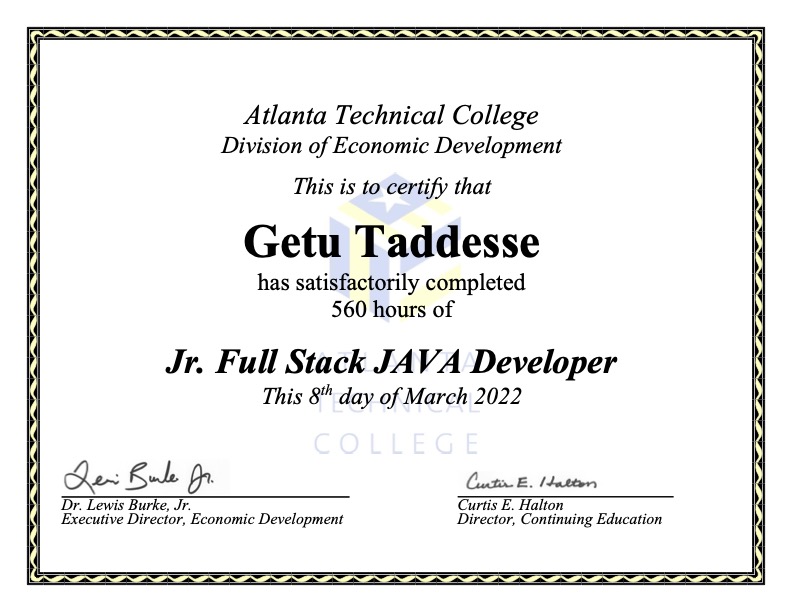 Atlanta Technical College
Division of Economic Development
This is to certify that
Getu Taddesse
has satisfactorily completed
560 hours of
Jr. Full Stack JAVA Developer
This 8th day of March 2022
ATLANTA
TECHNICAL
COLLEGE
Lewis Burke Jr.
Curtis E. Halton
Dr. Lewis Burke, Jr.
Executive Director, Economic Development
Curtis E. Halton
Director, Continuing Education